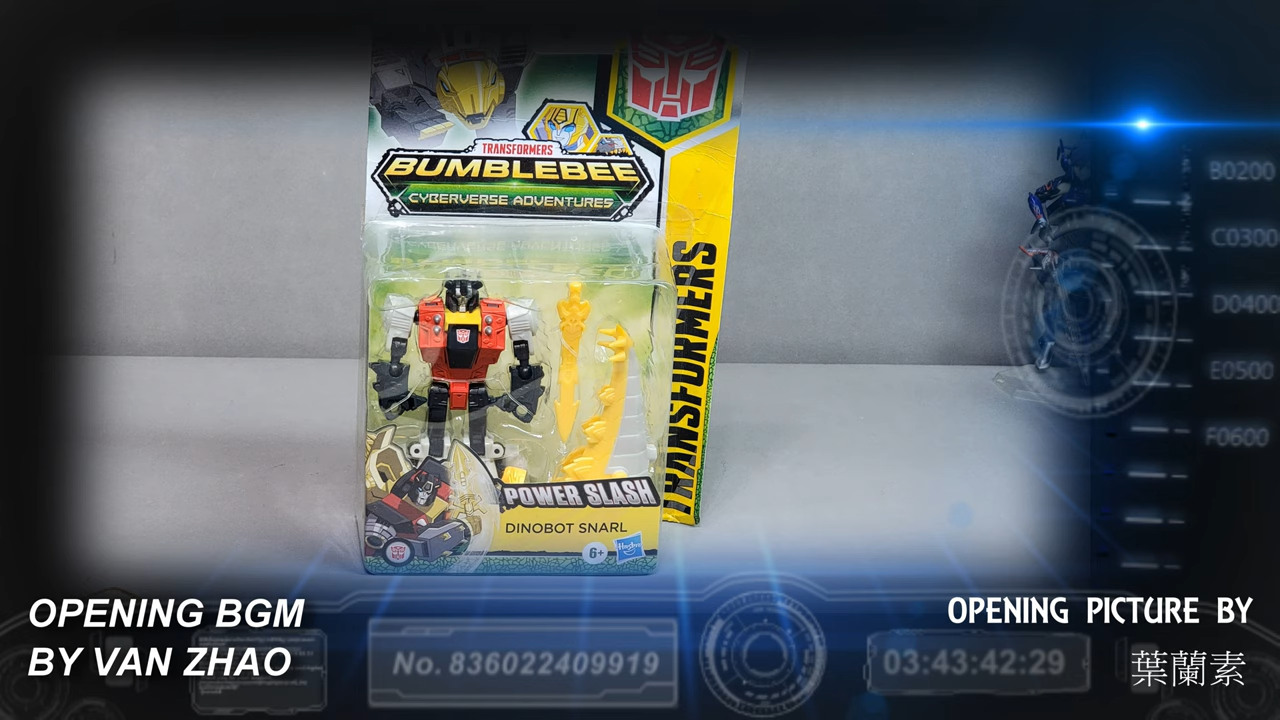 TRANSFORMERS
BUMBLEBEE
CYBERVERSE ADVENTURES
TRANSFORMERS
POWER SLASH
DINOBOT SNARL
6+
Hasbro
B0200
C0300
D0400
E0500
F0600
OPENING BGM
BY VAN ZHAO
OPENING PICTURE BY
葉蘭素
No. 836022409919
03:43:42:29